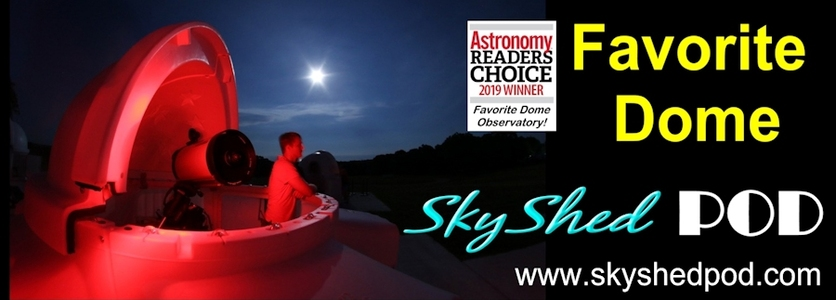 Astronomy
READERS
CHOICE
2019 WINNER
Favorite Dome
Observatory!
Favorite
Dome
SkyShed POD
www.skyshedpod.com